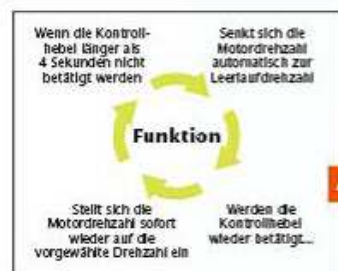 Wenn die Kontroll-
hebel länger als
4 Sekunden nicht
betätigt werden
Senkt sich die
Motordrehzahl
automatisch zur
Leerlaufdrehzahl
Funktion
Werden die
Kontrollhebel
wieder betätigt...
Stellt sich die
Motordrehzahl sofort
wieder auf die
vorgewählte Drehzahl ein